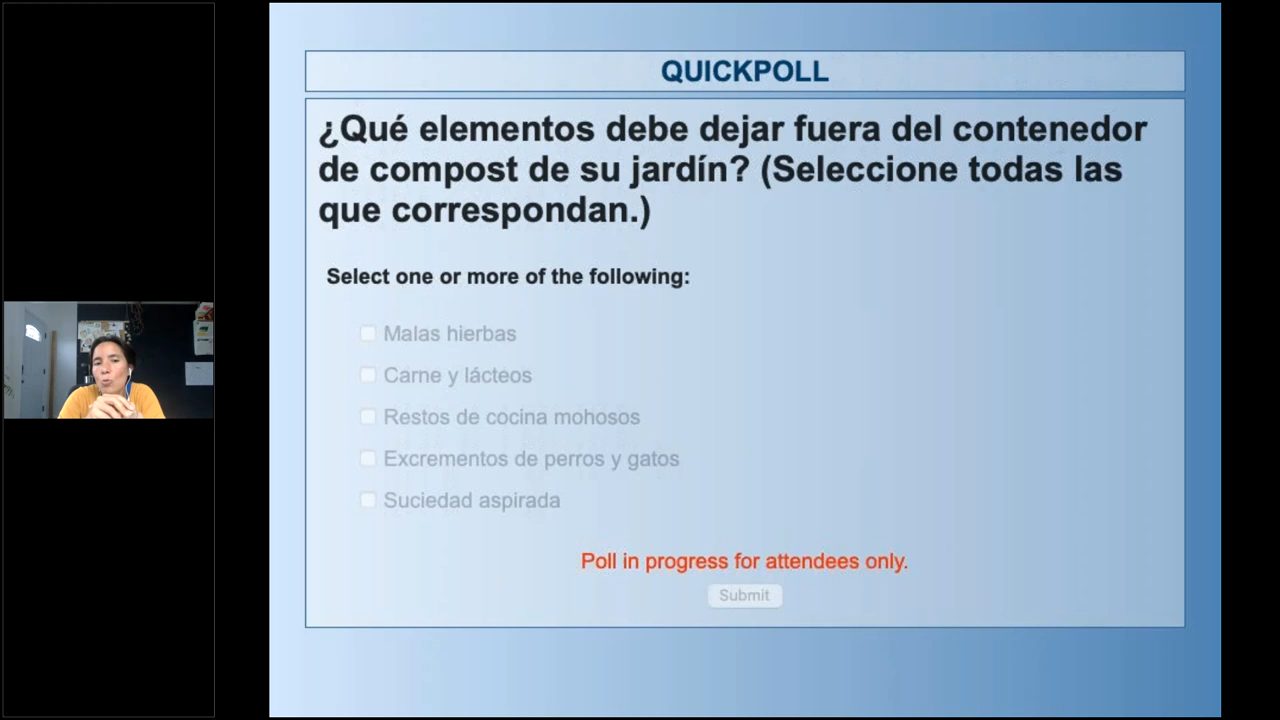 QUICKPOLL
¿Qué elementos debe dejar fuera del contenedor
de compost de su jardín? (Seleccione todas las
que correspondan.)
Select one or more of the following:
Malas hierbas
Carne y lácteos
Restos de cocina mohosos
Excrementos de perros y gatos
Suciedad aspirada
Poll in progress for attendees only.
Submit